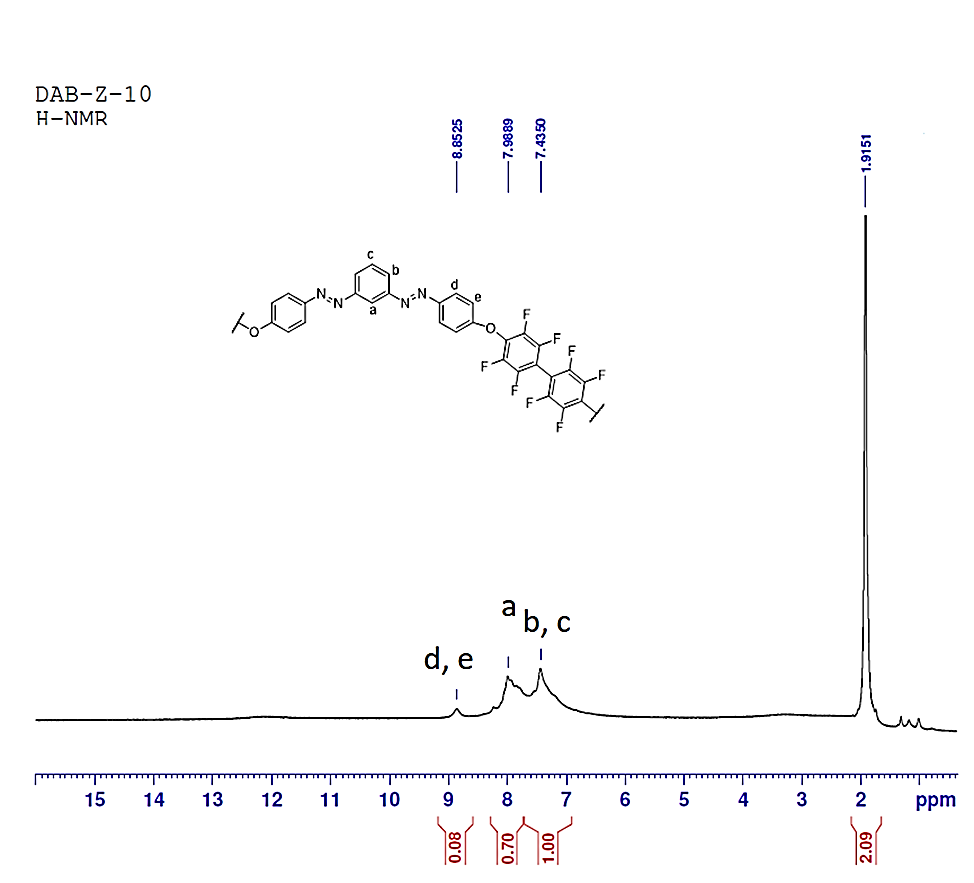 DAB-Z-10
H-NMR
8.8525
7.9889
7.4350
1.9151
c
b
a
d
e
N
N
N
N
O
O
F
F
F
F
F
F
F
F
a
b, c
d, e
15 14 13 12 11 10 9 8 7 6 5 4 3 2 ppm
0.08
0.70
1.00
2.09